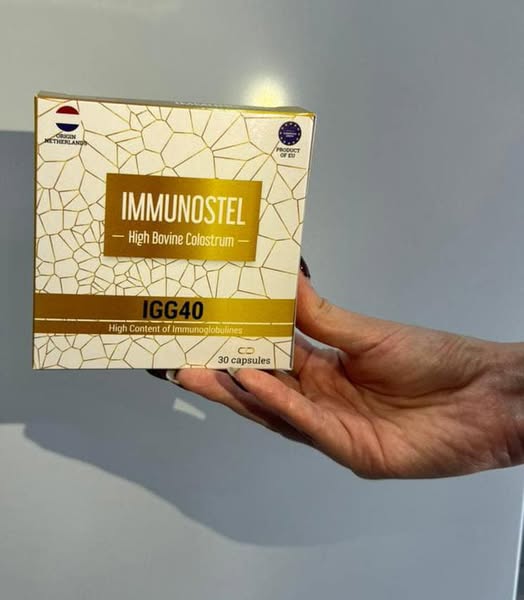 ORIGIN
NETHERLANDS
PRODUCT
OF EU
IMMUNOSTEL
High Bovine Colostrum
IGG40
High Content of Immunoglobulines
30 capsules